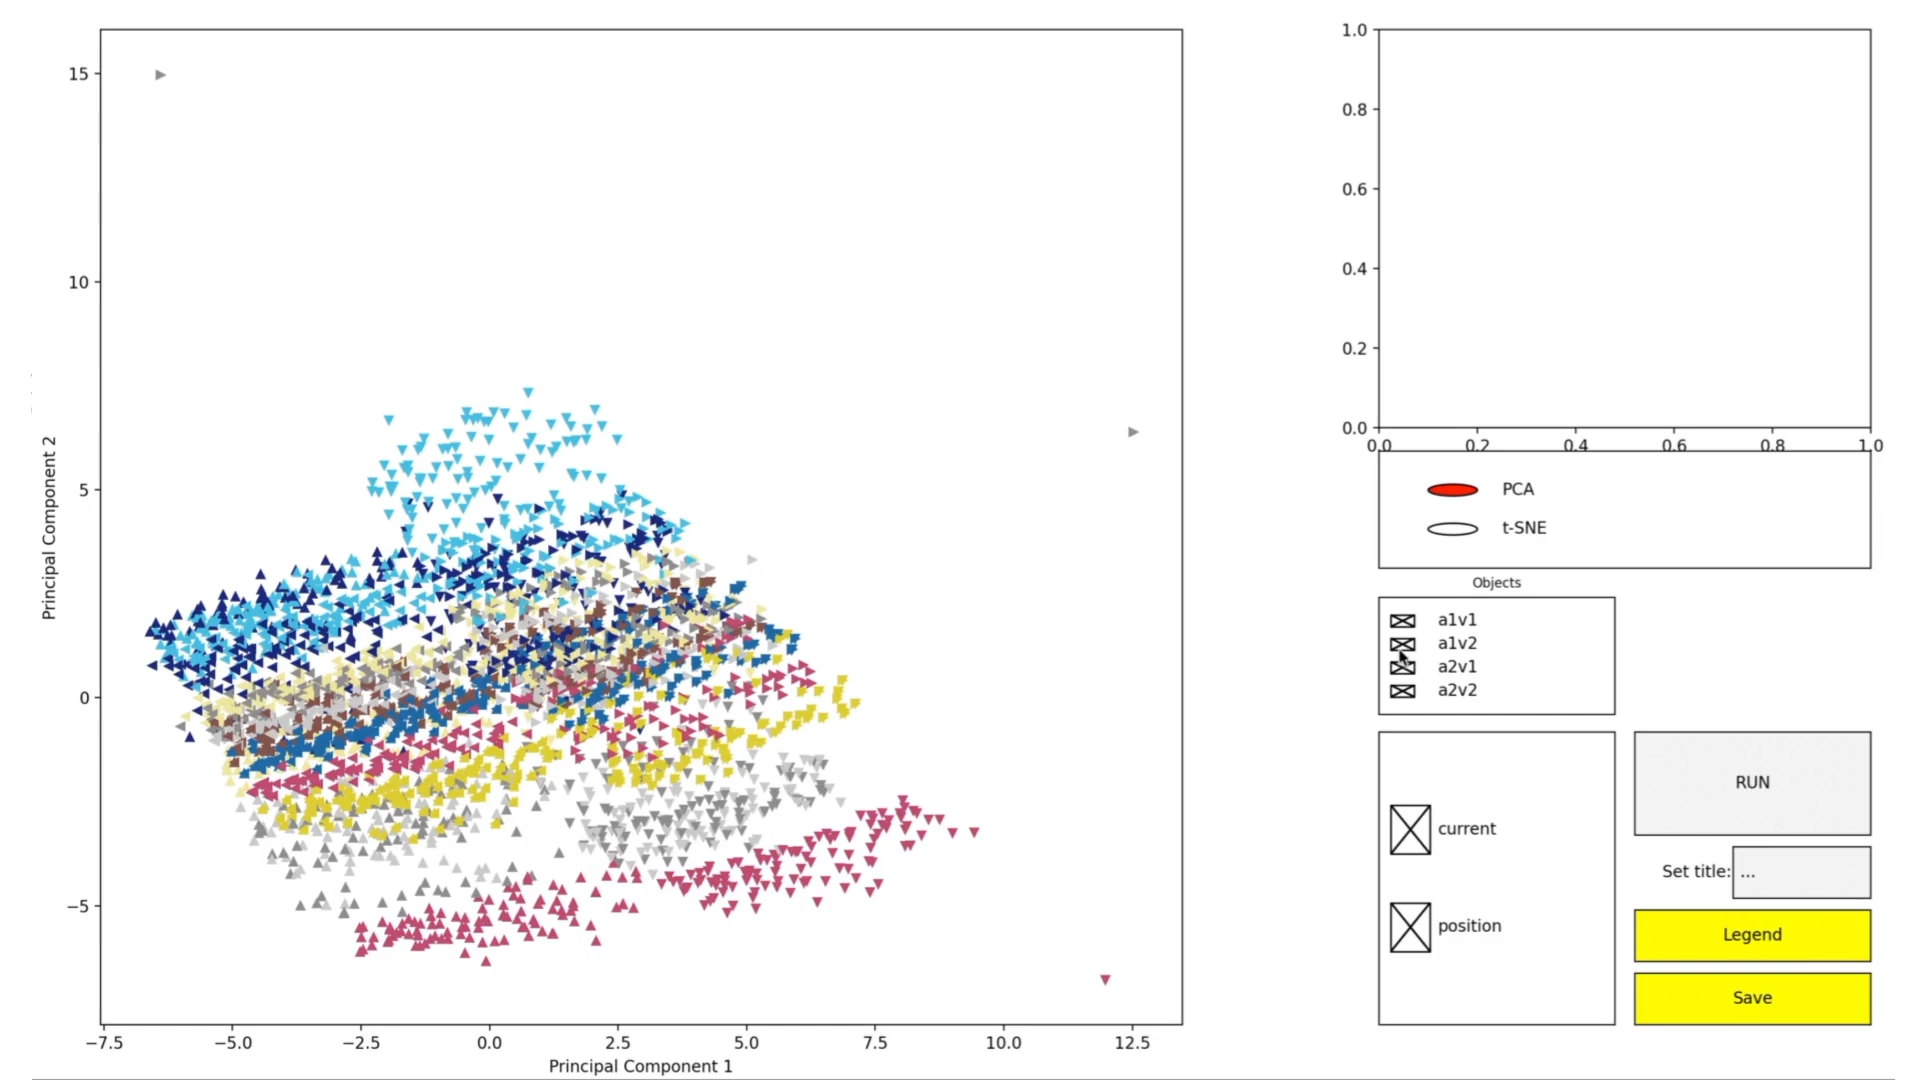 15
10
5
0
−5
Principal Component 2
−7.5 −5.0 −2.5 0.0 2.5 5.0 7.5 10.0 12.5
Principal Component 1
1.0
0.8
0.6
0.4
0.2
0.0
0.0 0.2 0.4 0.6 0.8 1.0
PCA
t-SNE
Objects
a1v1
a1v2
a2v1
a2v2
current
position
RUN
Set title: ...
Legend
Save